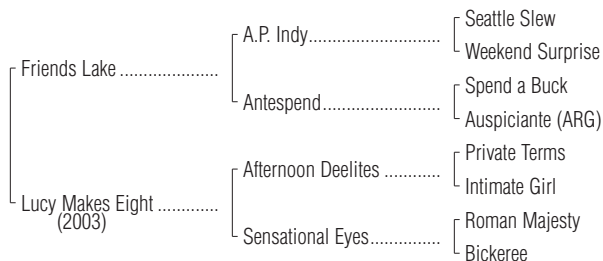 Seattle Slew
A.P. Indy........................................
Weekend Surprise
Friends Lake ......................
Spend a Buck
Antespend...................................
Auspiciante (ARG)
Private Terms
Afternoon Deelites .................
Intimate Girl
Lucy Makes Eight ..............
(2003)
Roman Majesty
Sensational Eyes.....................
Bickeree